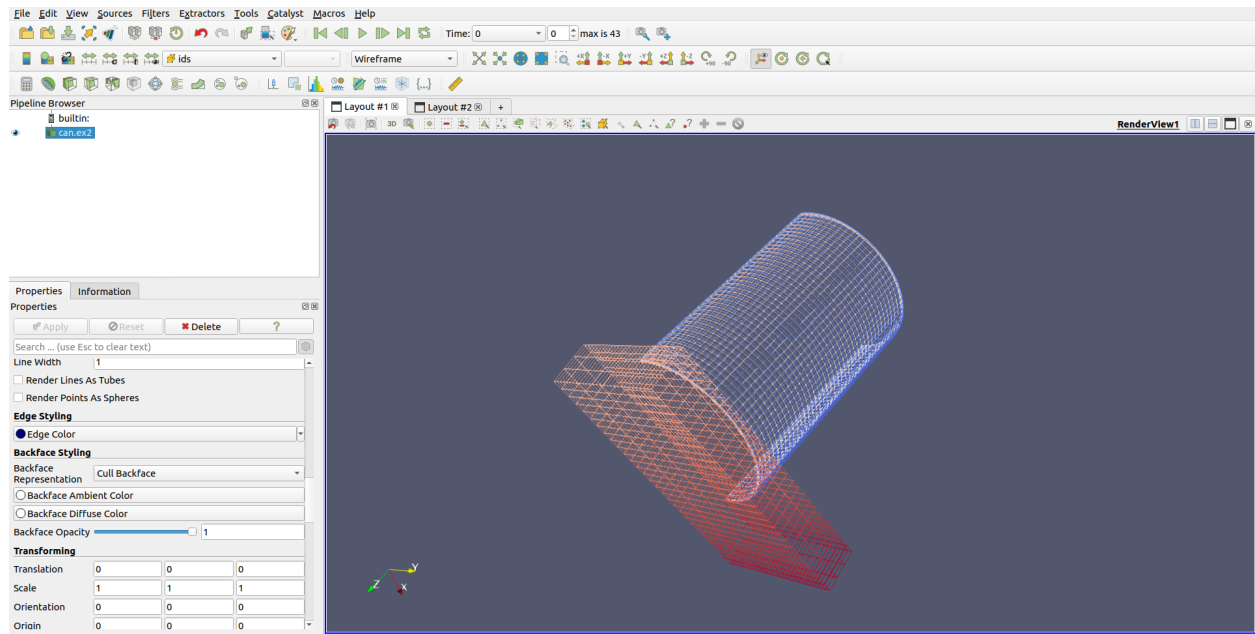 File Edit View Sources Filters Extractors Tools Catalyst Macros Help
Time: 0 0 max is 43
ids Wireframe +X -X +Y -Y +Z -Z +90 -90
Pipeline Browser
builtin:
can.ex2
Layout #1 Layout #2 +
3D RenderView1
Properties Information
Properties
Apply Reset Delete ?
Search ... (use Esc to clear text)
Line Width 1
Render Lines As Tubes
Render Points As Spheres
Edge Styling
Edge Color
Backface Styling
Backface
Representation Cull Backface
Backface Ambient Color
Backface Diffuse Color
Backface Opacity 1
Transforming
Translation 0 0 0
Scale 1 1 1
Orientation 0 0 0
Origin 0 0 0
Y
Z X